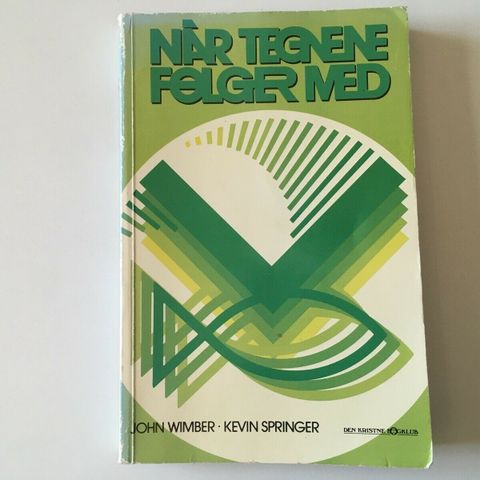 NÅR TEGNENE
FØLGER MED
JOHN WIMBER · KEVIN SPRINGER
DEN KRISTNE BOGKLUB